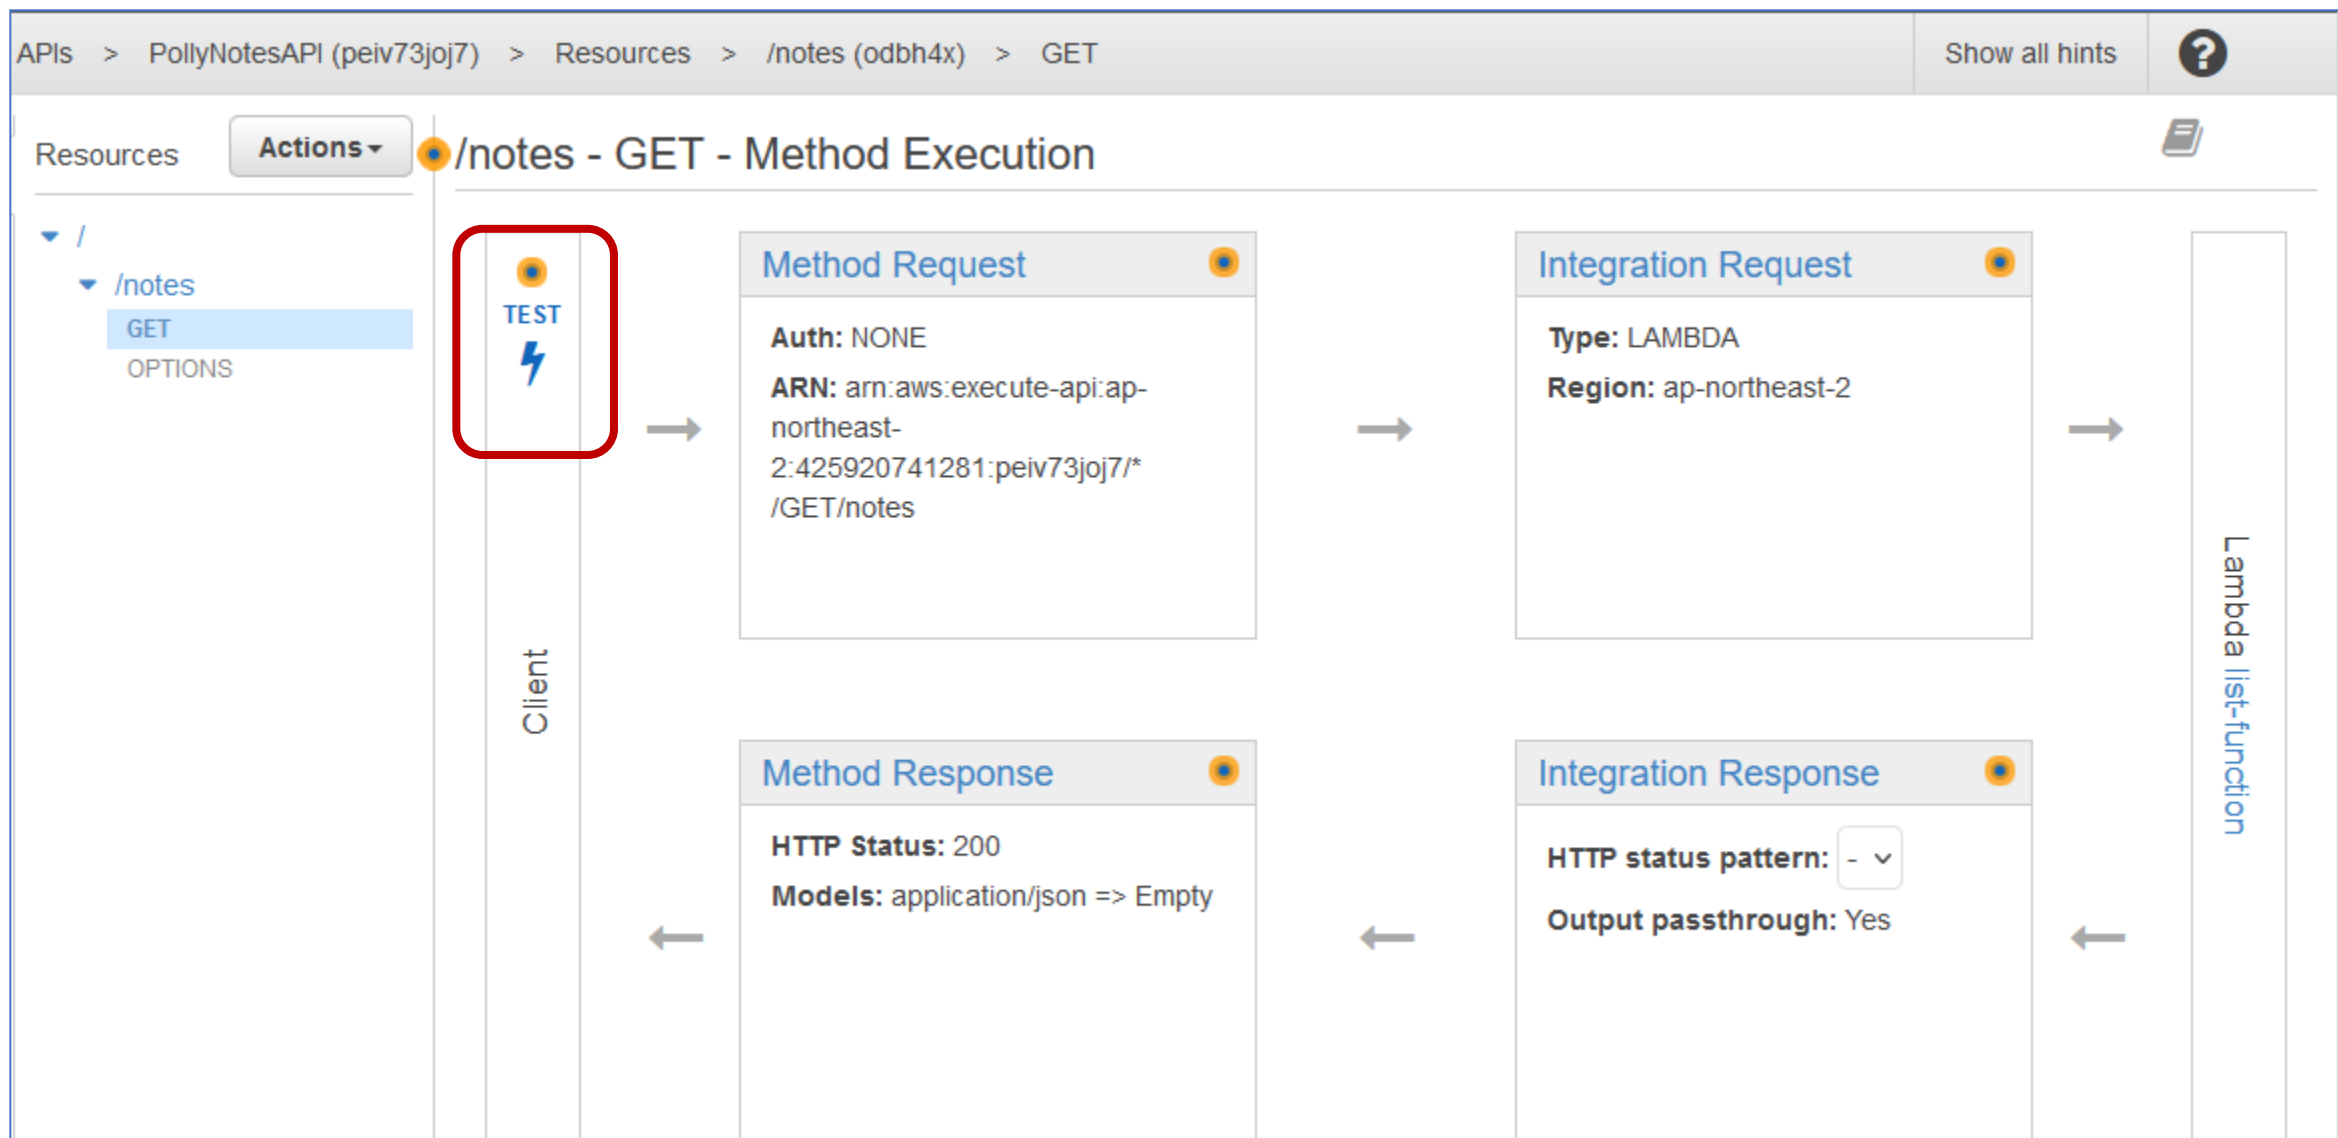 APIs > PollyNotesAPI (peiv73joj7) > Resources > /notes (odbh4x) > GET
Show all hints
?
Resources
Actions
/notes - GET - Method Execution
/
/notes
GET
OPTIONS
TEST
Client
Method Request
Auth: NONE
ARN: arn:aws:execute-api:ap-
northeast-
2:425920741281:peiv73joj7/*
/GET/notes
Integration Request
Type: LAMBDA
Region: ap-northeast-2
Lambda list-function
Method Response
HTTP Status: 200
Models: application/json => Empty
Integration Response
HTTP status pattern: -
Output passthrough: Yes